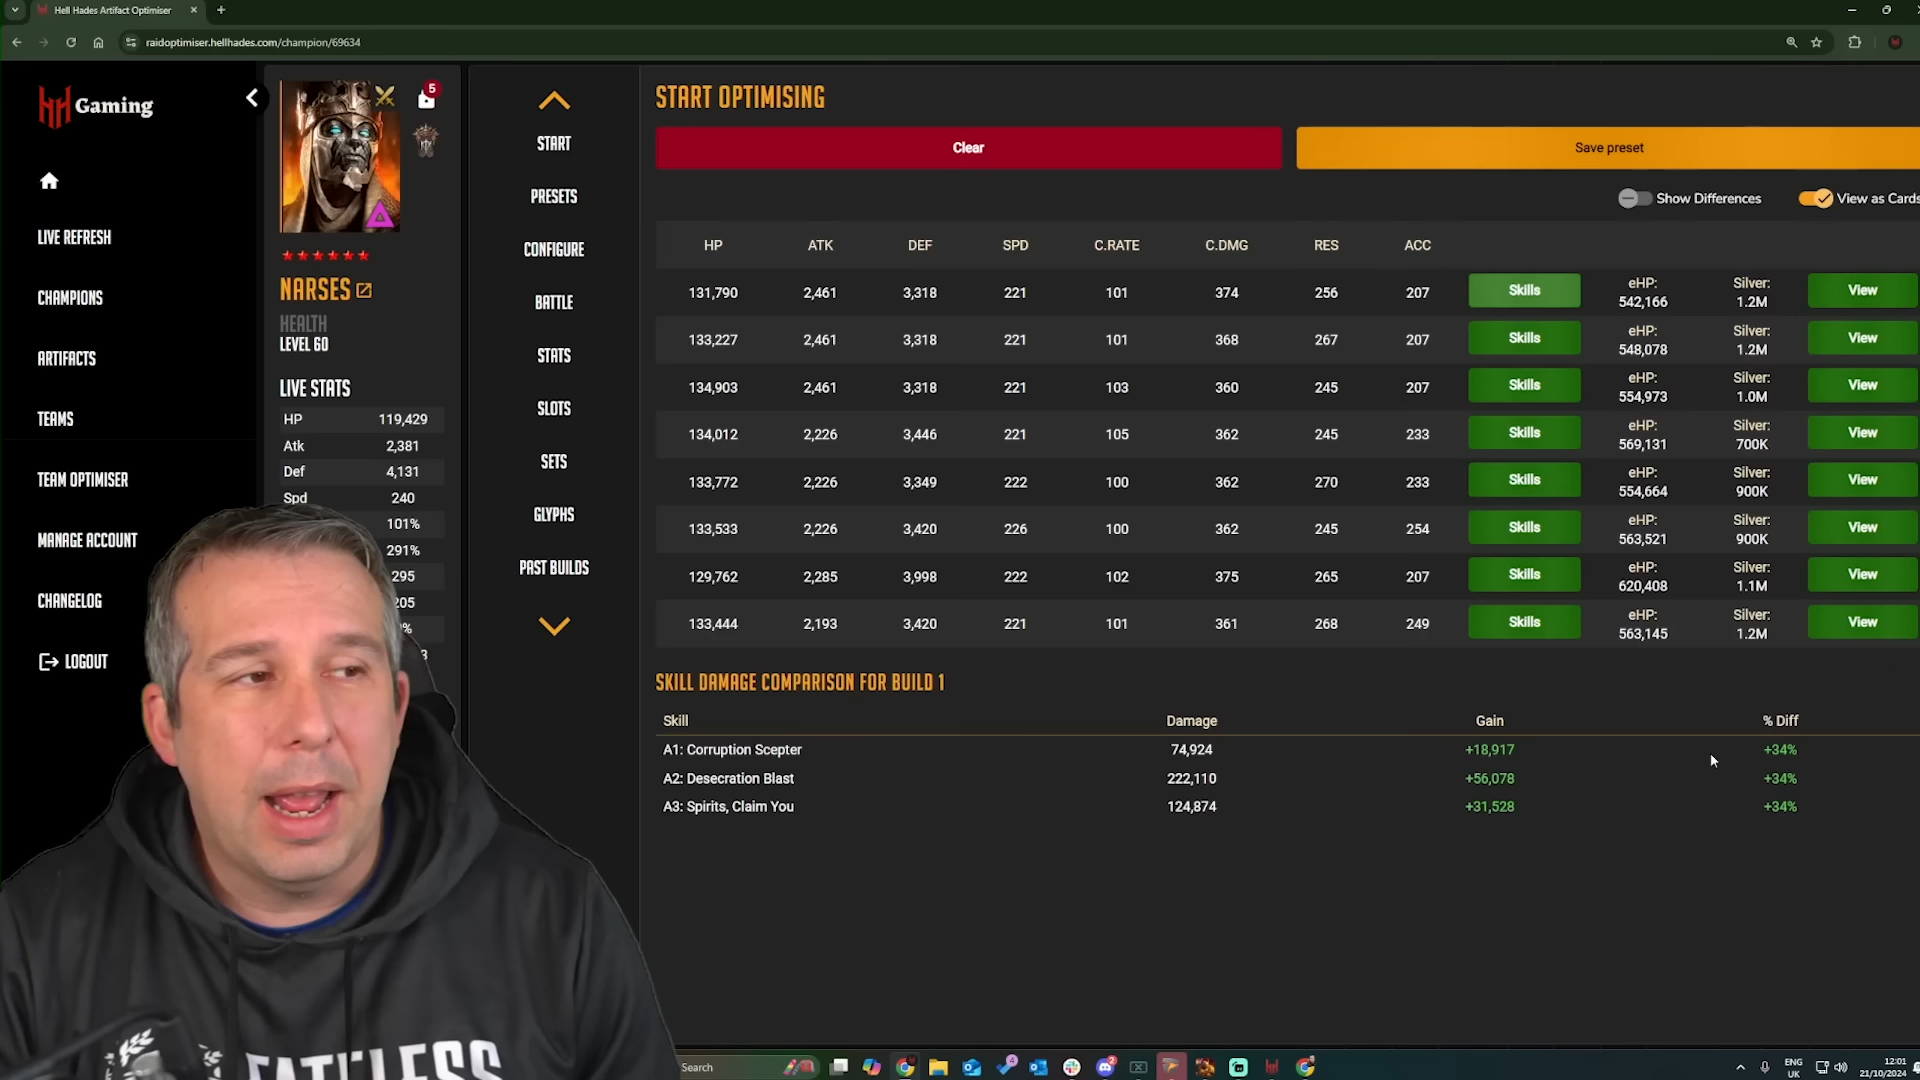 Hell Hades Artifact Optimiser
raidoptimiser.hellhades.com/champion/69634
Gaming
LIVE REFRESH
CHAMPIONS
ARTIFACTS
TEAMS
TEAM OPTIMISER
MANAGE ACCOUNT
CHANGELOG
LOGOUT
5
NARSES
HEALTH
LEVEL 60
LIVE STATS
HP 119,429
Atk 2,381
Def 4,131
Spd 240
101%
291%
295
205
%
3
START
PRESETS
CONFIGURE
BATTLE
STATS
SLOTS
SETS
GLYPHS
PAST BUILDS
START OPTIMISING
Clear Save preset
Show Differences View as Cards
HP ATK DEF SPD C.RATE C.DMG RES ACC
131,790 2,461 3,318 221 101 374 256 207 Skills eHP: 542,166 Silver: 1.2M View
133,227 2,461 3,318 221 101 368 267 207 Skills eHP: 548,078 Silver: 1.2M View
134,903 2,461 3,318 221 103 360 245 207 Skills eHP: 554,973 Silver: 1.0M View
134,012 2,226 3,446 221 105 362 245 233 Skills eHP: 569,131 Silver: 700K View
133,772 2,226 3,349 222 100 362 270 233 Skills eHP: 554,664 Silver: 900K View
133,533 2,226 3,420 226 100 362 245 254 Skills eHP: 563,521 Silver: 900K View
129,762 2,285 3,998 222 102 375 265 207 Skills eHP: 620,408 Silver: 1.1M View
133,444 2,193 3,420 221 101 361 268 249 Skills eHP: 563,145 Silver: 1.2M View
SKILL DAMAGE COMPARISON FOR BUILD 1
Skill Damage Gain % Diff
A1: Corruption Scepter 74,924 +18,917 +34%
A2: Desecration Blast 222,110 +56,078 +34%
A3: Spirits, Claim You 124,874 +31,528 +34%
FATELESS
Search
4
2
ENG
UK
12:01
21/10/2024